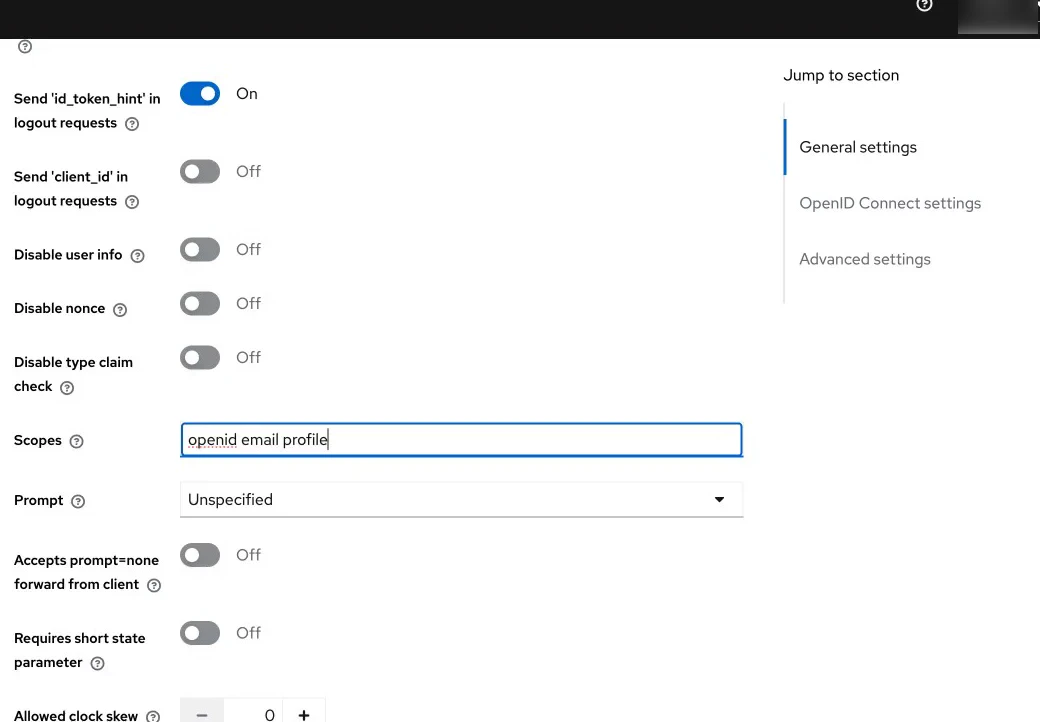 Send 'id_token_hint' in
logout requests
On
Send 'client_id' in
logout requests
Off
Disable user info
Off
Disable nonce
Off
Disable type claim
check
Off
Scopes
openid email profile
Prompt
Unspecified
Accepts prompt=none
forward from client
Off
Requires short state
parameter
Off
Allowed clock skew
− 0 +
Jump to section
General settings
OpenID Connect settings
Advanced settings